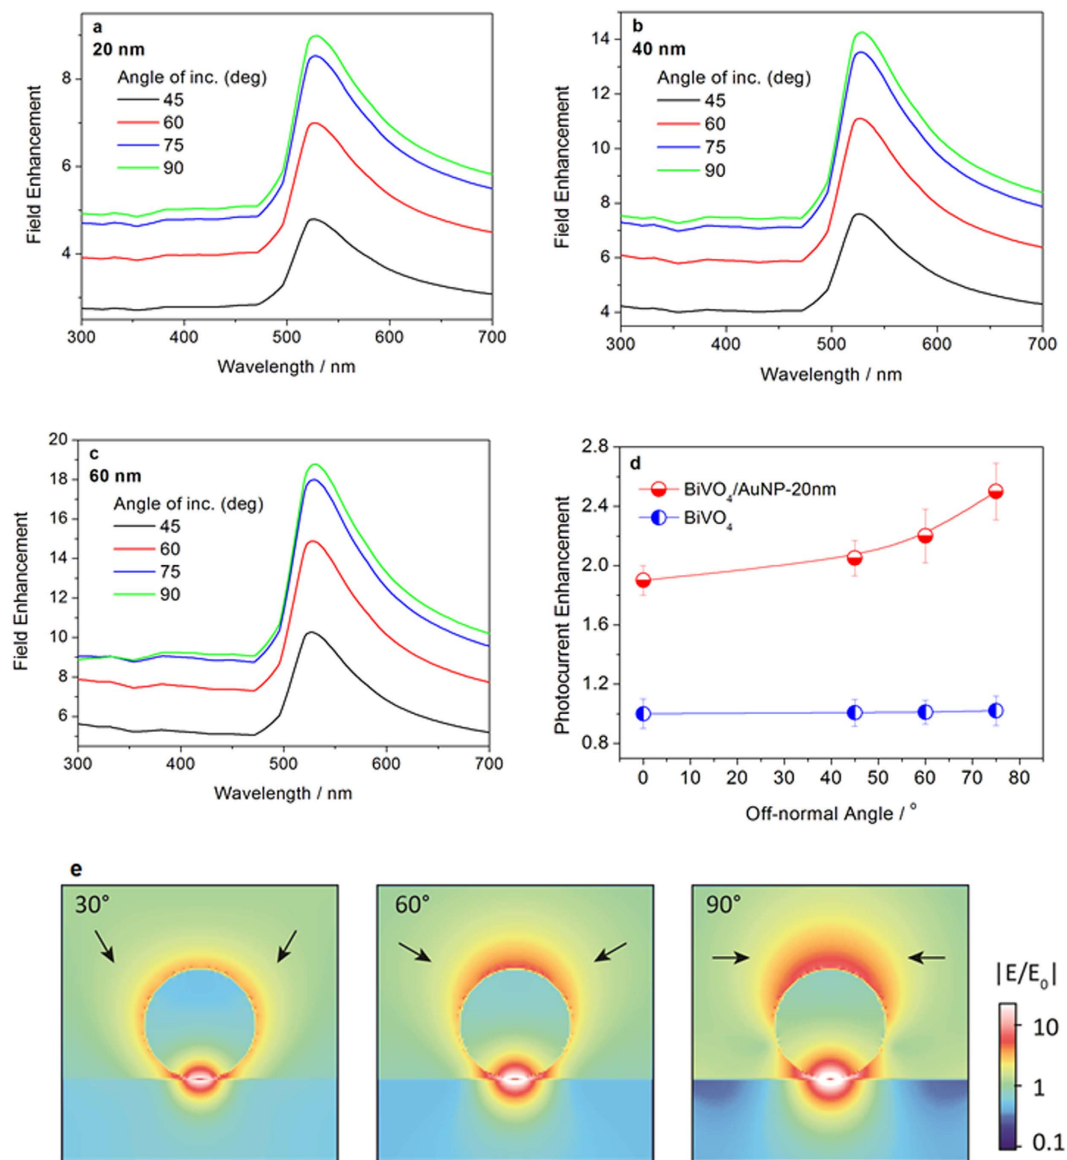 a
20 nm
Angle of inc. (deg)
45
60
75
90
8
6
4
Field Enhancement
300 400 500 600 700
Wavelength / nm
b
40 nm
Angle of inc. (deg)
45
60
75
90
14
12
10
8
6
4
Field Enhancement
300 400 500 600 700
Wavelength / nm
c
60 nm
Angle of inc. (deg)
45
60
75
90
20
18
16
14
12
10
8
6
Field Enhancement
300 400 500 600 700
Wavelength / nm
d
BiVO₄/AuNP-20nm
BiVO₄
2.8
2.4
2.0
1.6
1.2
0.8
Photocurrent Enhancement
0 10 20 30 40 50 60 70 80
Off-normal Angle / °
e
30° 60° 90°
|E/E₀|
10
1
0.1